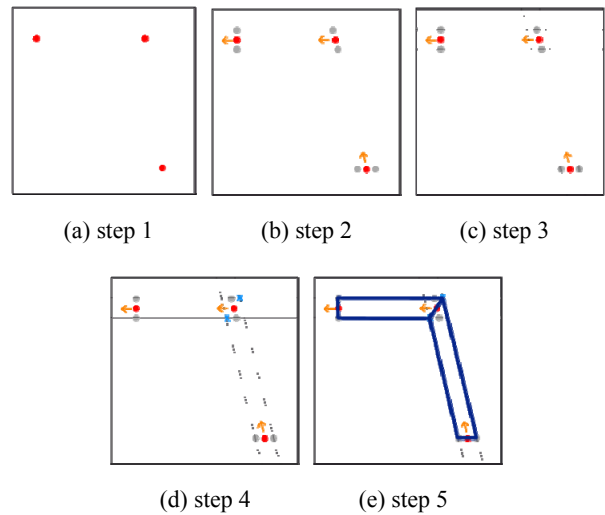 (a) step 1
(b) step 2
(c) step 3
(d) step 4
(e) step 5